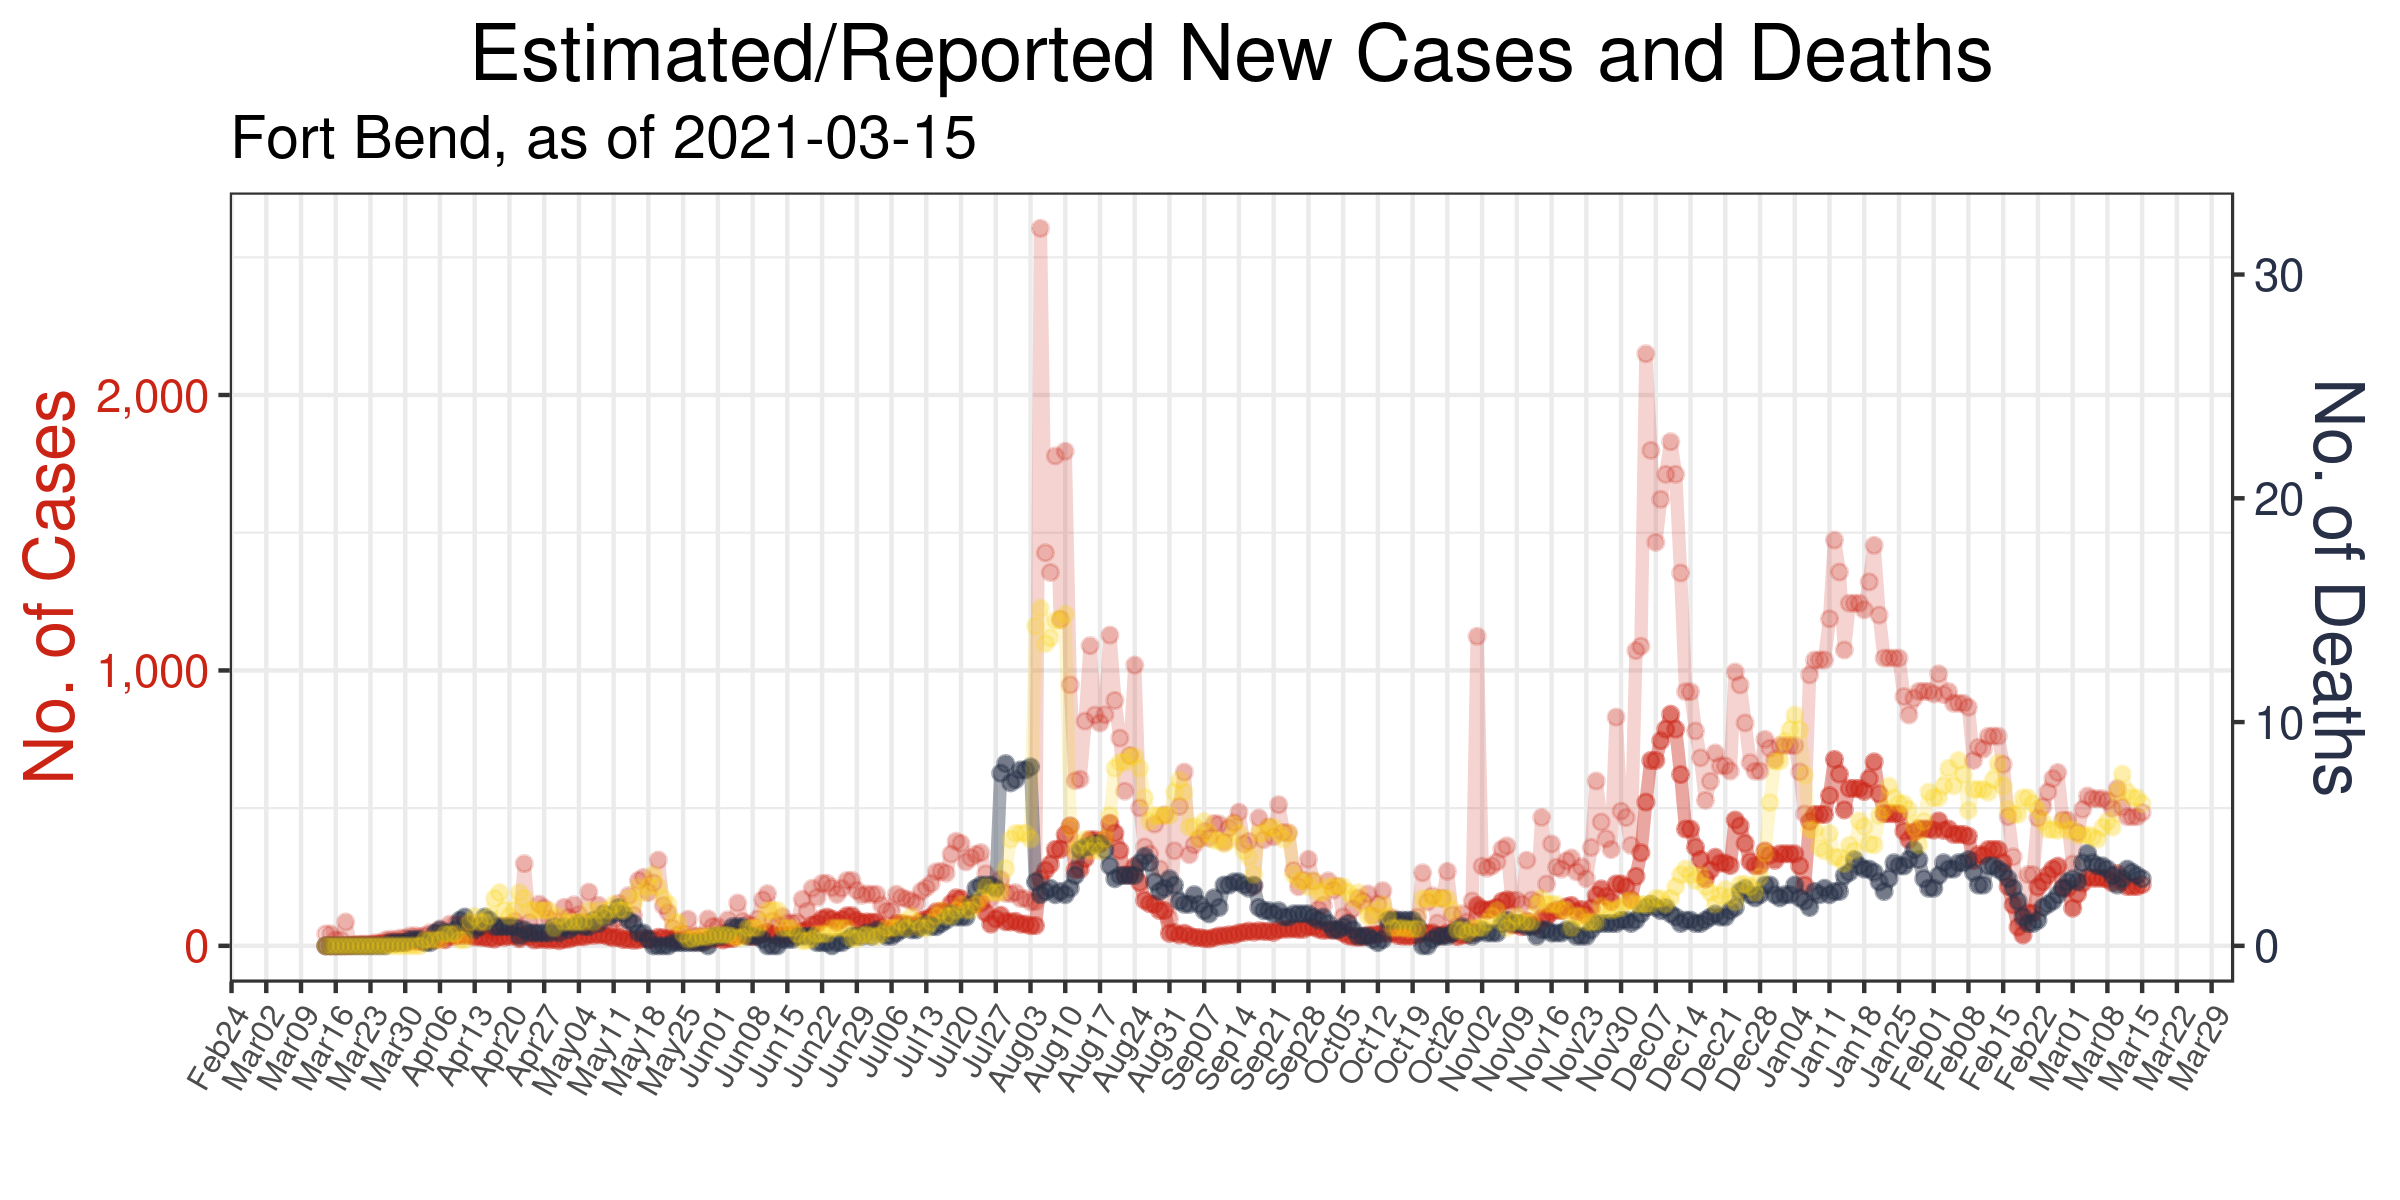 Estimated/Reported New Cases and Deaths
Fort Bend, as of 2021-03-15
No. of Cases
2,000
1,000
0
30
20
10
0
No. of Deaths
Feb24 Mar02 Mar09 Mar16 Mar23 Mar30 Apr06 Apr13 Apr20 Apr27 May04 May11 May18 May25 Jun01 Jun08 Jun15 Jun22 Jun29 Jul06 Jul13 Jul20 Jul27 Aug03 Aug10 Aug17 Aug24 Aug31 Sep07 Sep14 Sep21 Sep28 Oct05 Oct12 Oct19 Oct26 Nov02 Nov09 Nov16 Nov23 Nov30 Dec07 Dec14 Dec21 Dec28 Jan04 Jan11 Jan18 Jan25 Feb01 Feb08 Feb15 Feb22 Mar01 Mar08 Mar15 Mar22 Mar29